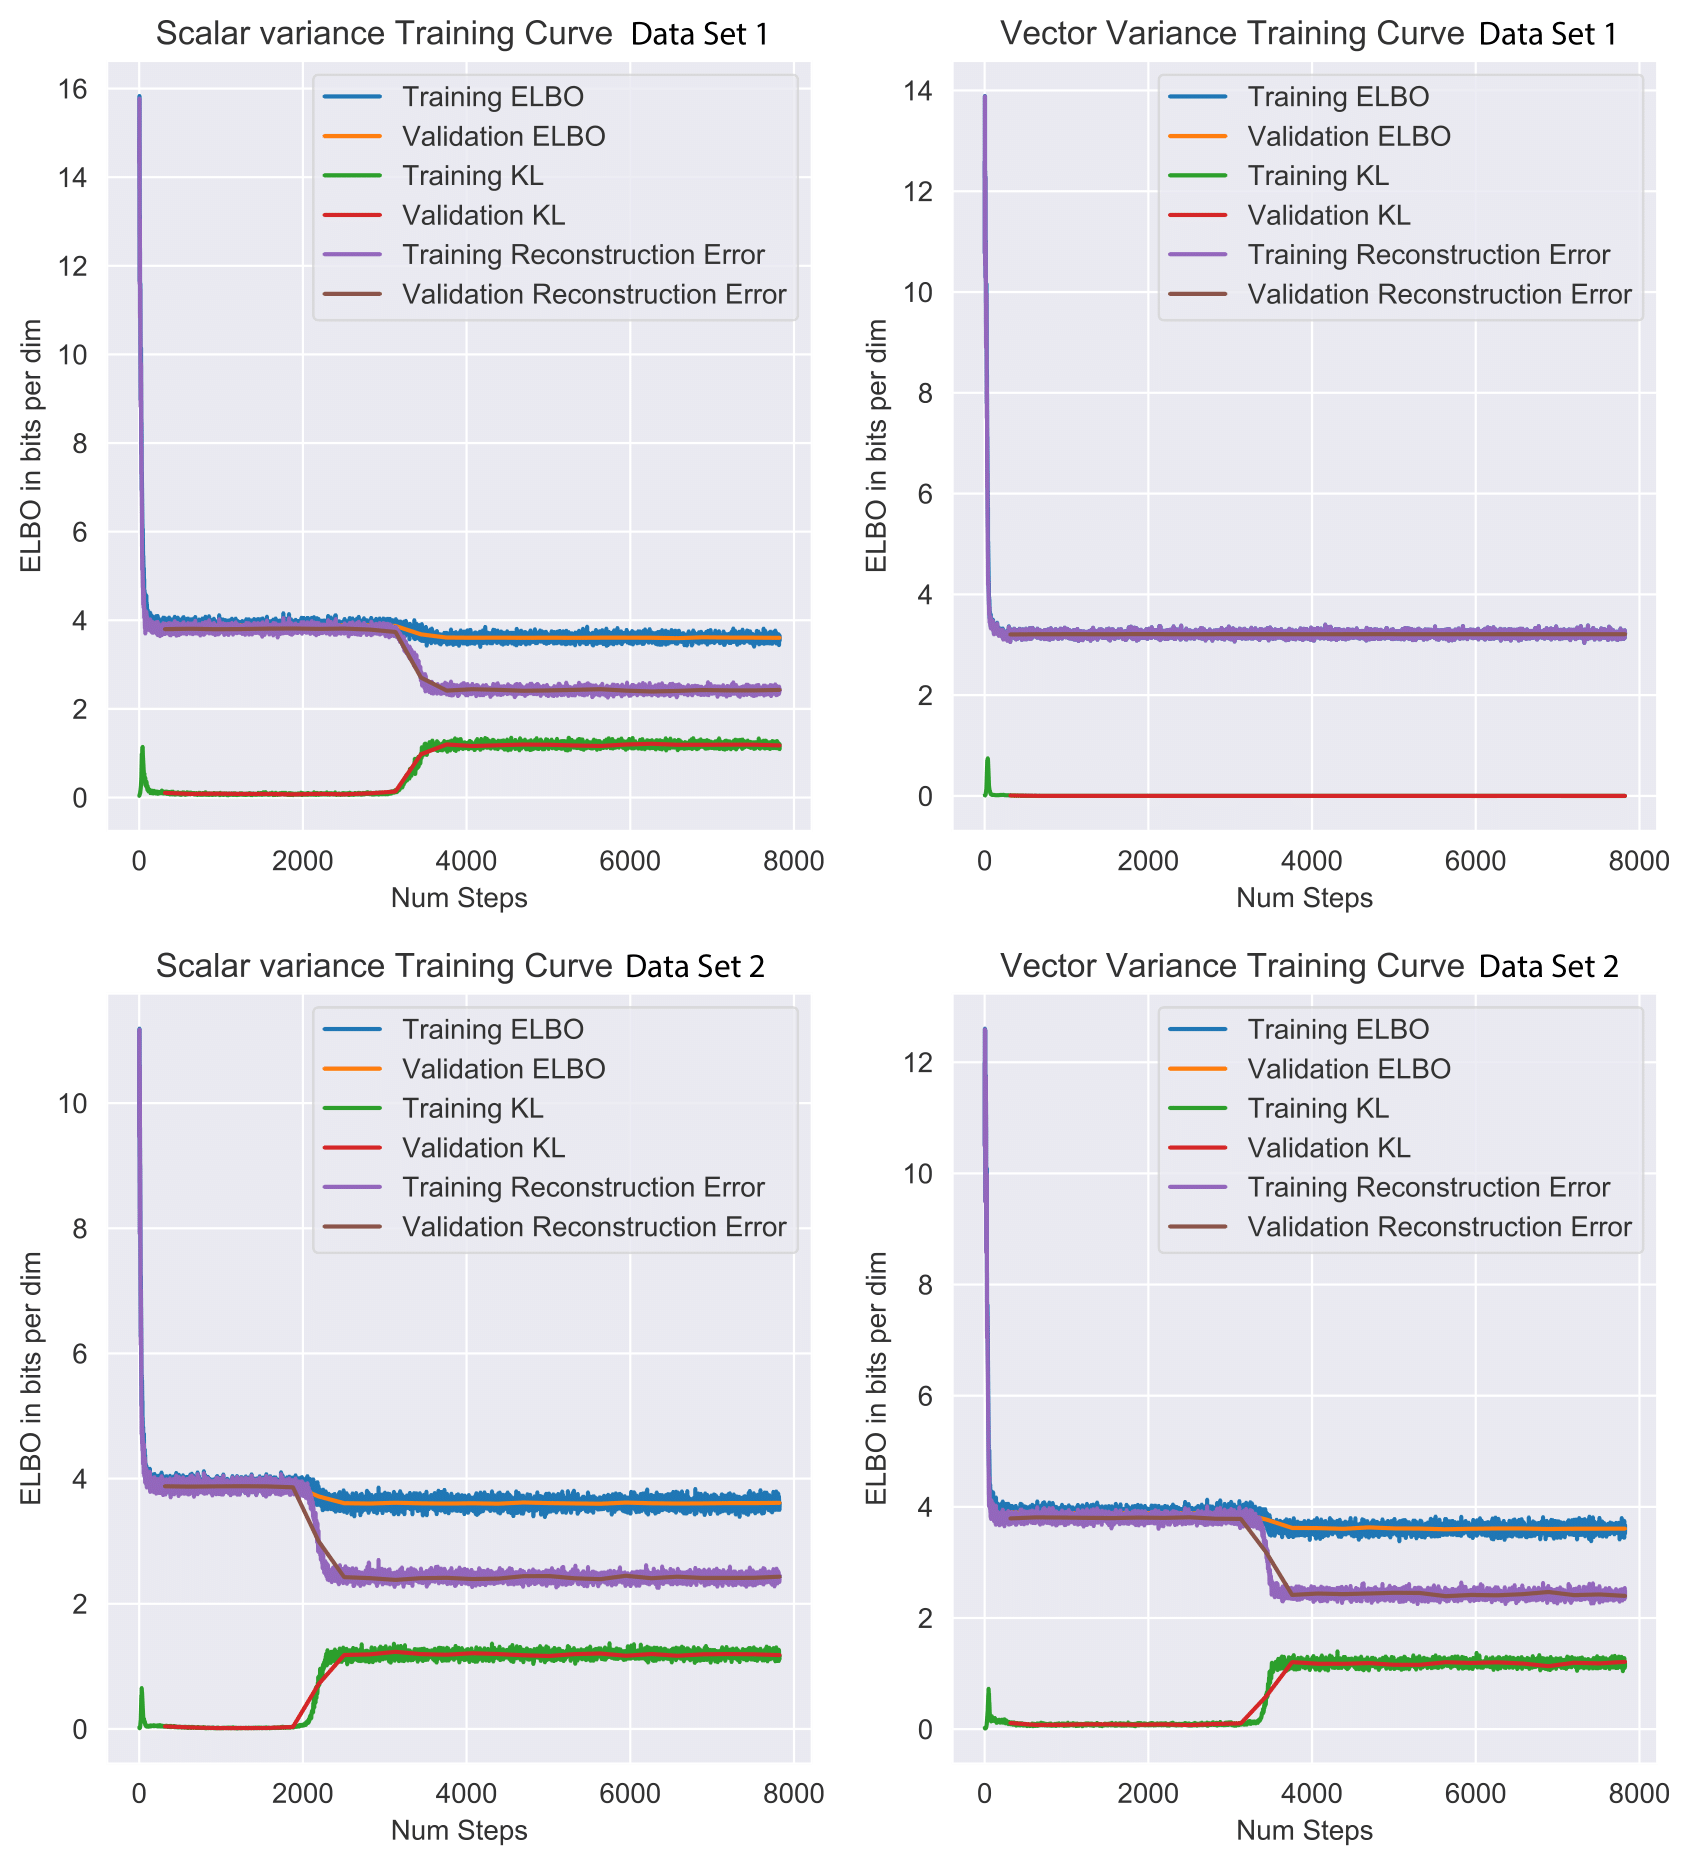 Scalar variance Training Curve Data Set 1
16
14
12
10
8
6
4
2
0
ELBO in bits per dim
Training ELBO
Validation ELBO
Training KL
Validation KL
Training Reconstruction Error
Validation Reconstruction Error
0 2000 4000 6000 8000
Num Steps
Vector Variance Training Curve Data Set 1
14
12
10
8
6
4
2
0
ELBO in bits per dim
Training ELBO
Validation ELBO
Training KL
Validation KL
Training Reconstruction Error
Validation Reconstruction Error
0 2000 4000 6000 8000
Num Steps
Scalar variance Training Curve Data Set 2
10
8
6
4
2
0
ELBO in bits per dim
Training ELBO
Validation ELBO
Training KL
Validation KL
Training Reconstruction Error
Validation Reconstruction Error
0 2000 4000 6000 8000
Num Steps
Vector Variance Training Curve Data Set 2
12
10
8
6
4
2
0
ELBO in bits per dim
Training ELBO
Validation ELBO
Training KL
Validation KL
Training Reconstruction Error
Validation Reconstruction Error
0 2000 4000 6000 8000
Num Steps